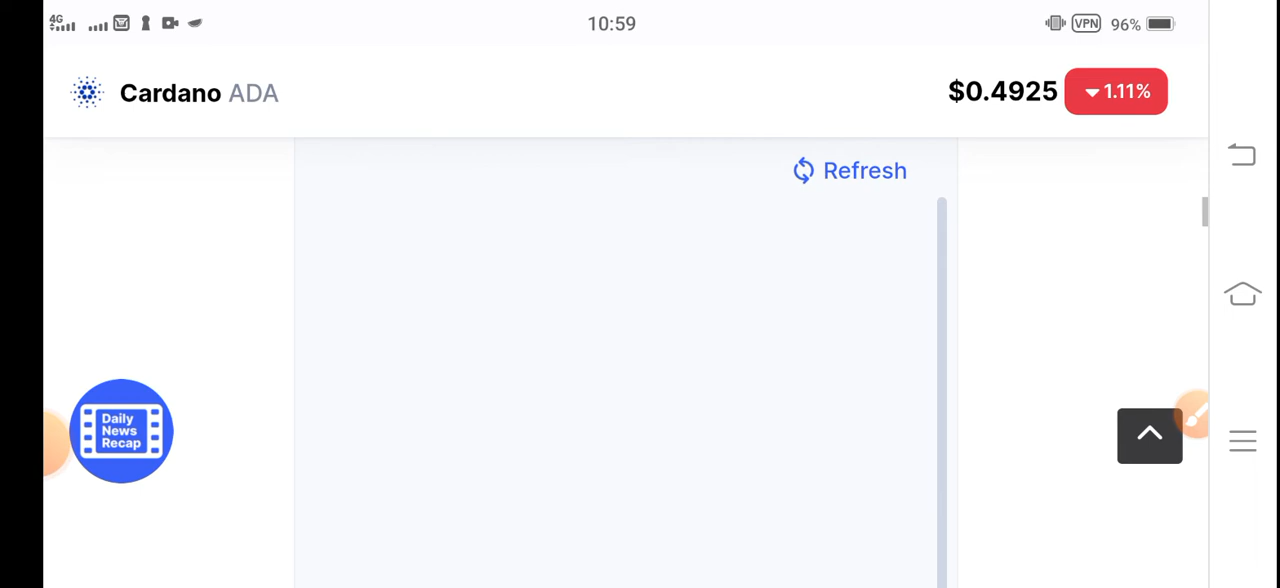 4G
10:59
VPN 96%
Cardano ADA
$0.4925
1.11%
Refresh
Daily
News
Recap